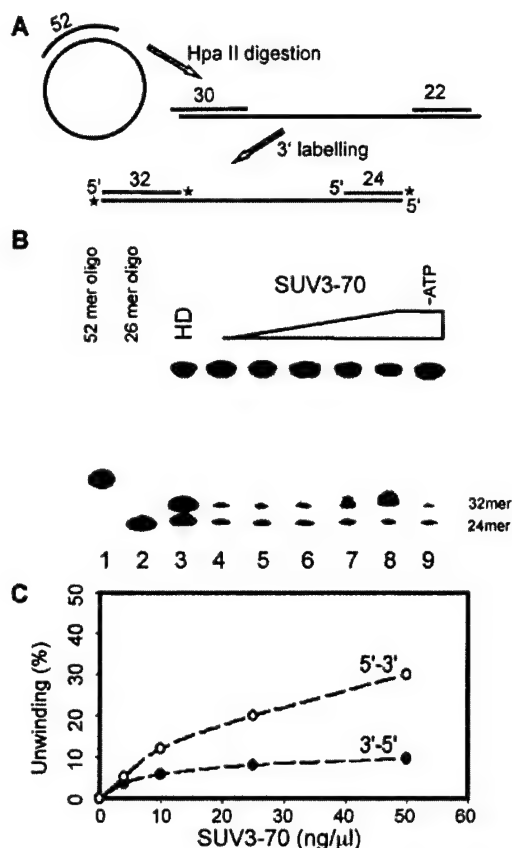 A
52
Hpa II digestion
30
22
3' labelling
5'
32
★
5'
24
★
★
5'
B
52 mer oligo
26 mer oligo
HD
SUV3-70
-ATP
32mer
24mer
1 2 3 4 5 6 7 8 9
C
50
40
30
20
10
0
Unwinding (%)
5'-3'
3'-5'
0 10 20 30 40 50 60
SUV3-70 (ng/µl)